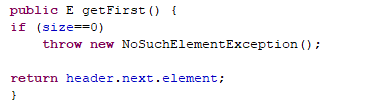 public E getFirst() {
if (size==0)
    throw new NoSuchElementException();

return header.next.element;
}